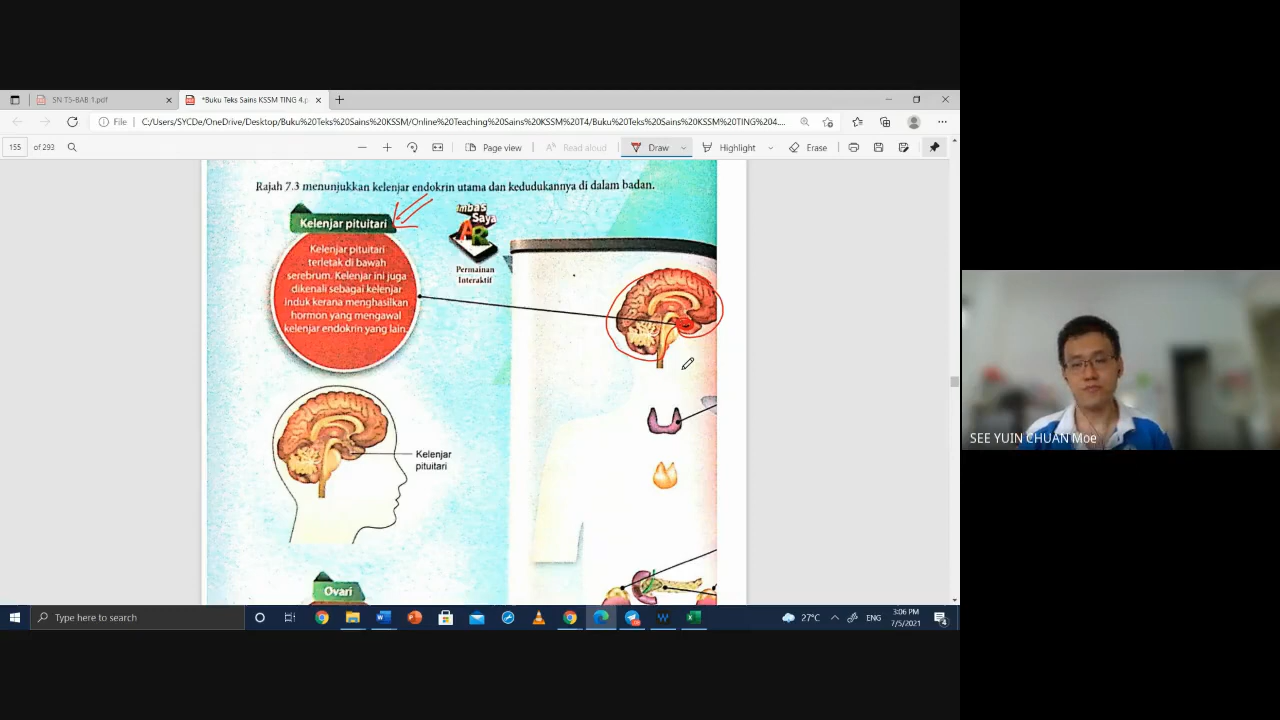 SN T5-BAB 1.pdf
*Buku Teks Sains KSSM TING 4.p
File
C:/Users/SYCDe/OneDrive/Desktop/Buku%20Teks%20Sains%20KSSM/Online%20Teaching%20Sains%20KSSM%20T4/Buku%20Teks%20Sains%20KSSM%20TING%204....
155 of 293
Page view
Read aloud
Draw
Highlight
Erase
Rajah 7.3 menunjukkan kelenjar endokrin utama dan kedudukannya di dalam badan.
Kelenjar pituitari
Kelenjar pituitari
terletak di bawah
serebrum. Kelenjar ini juga
dikenali sebagai kelenjar
induk kerana menghasilkan
hormon yang mengawal
kelenjar endokrin yang lain.
Imbas
Saya
AR
Permainan
Interaktif
Kelenjar
pituitari
Ovari
SEE YUIN CHUAN Moe
Type here to search
27°C
ENG
3:06 PM
7/5/2021
4